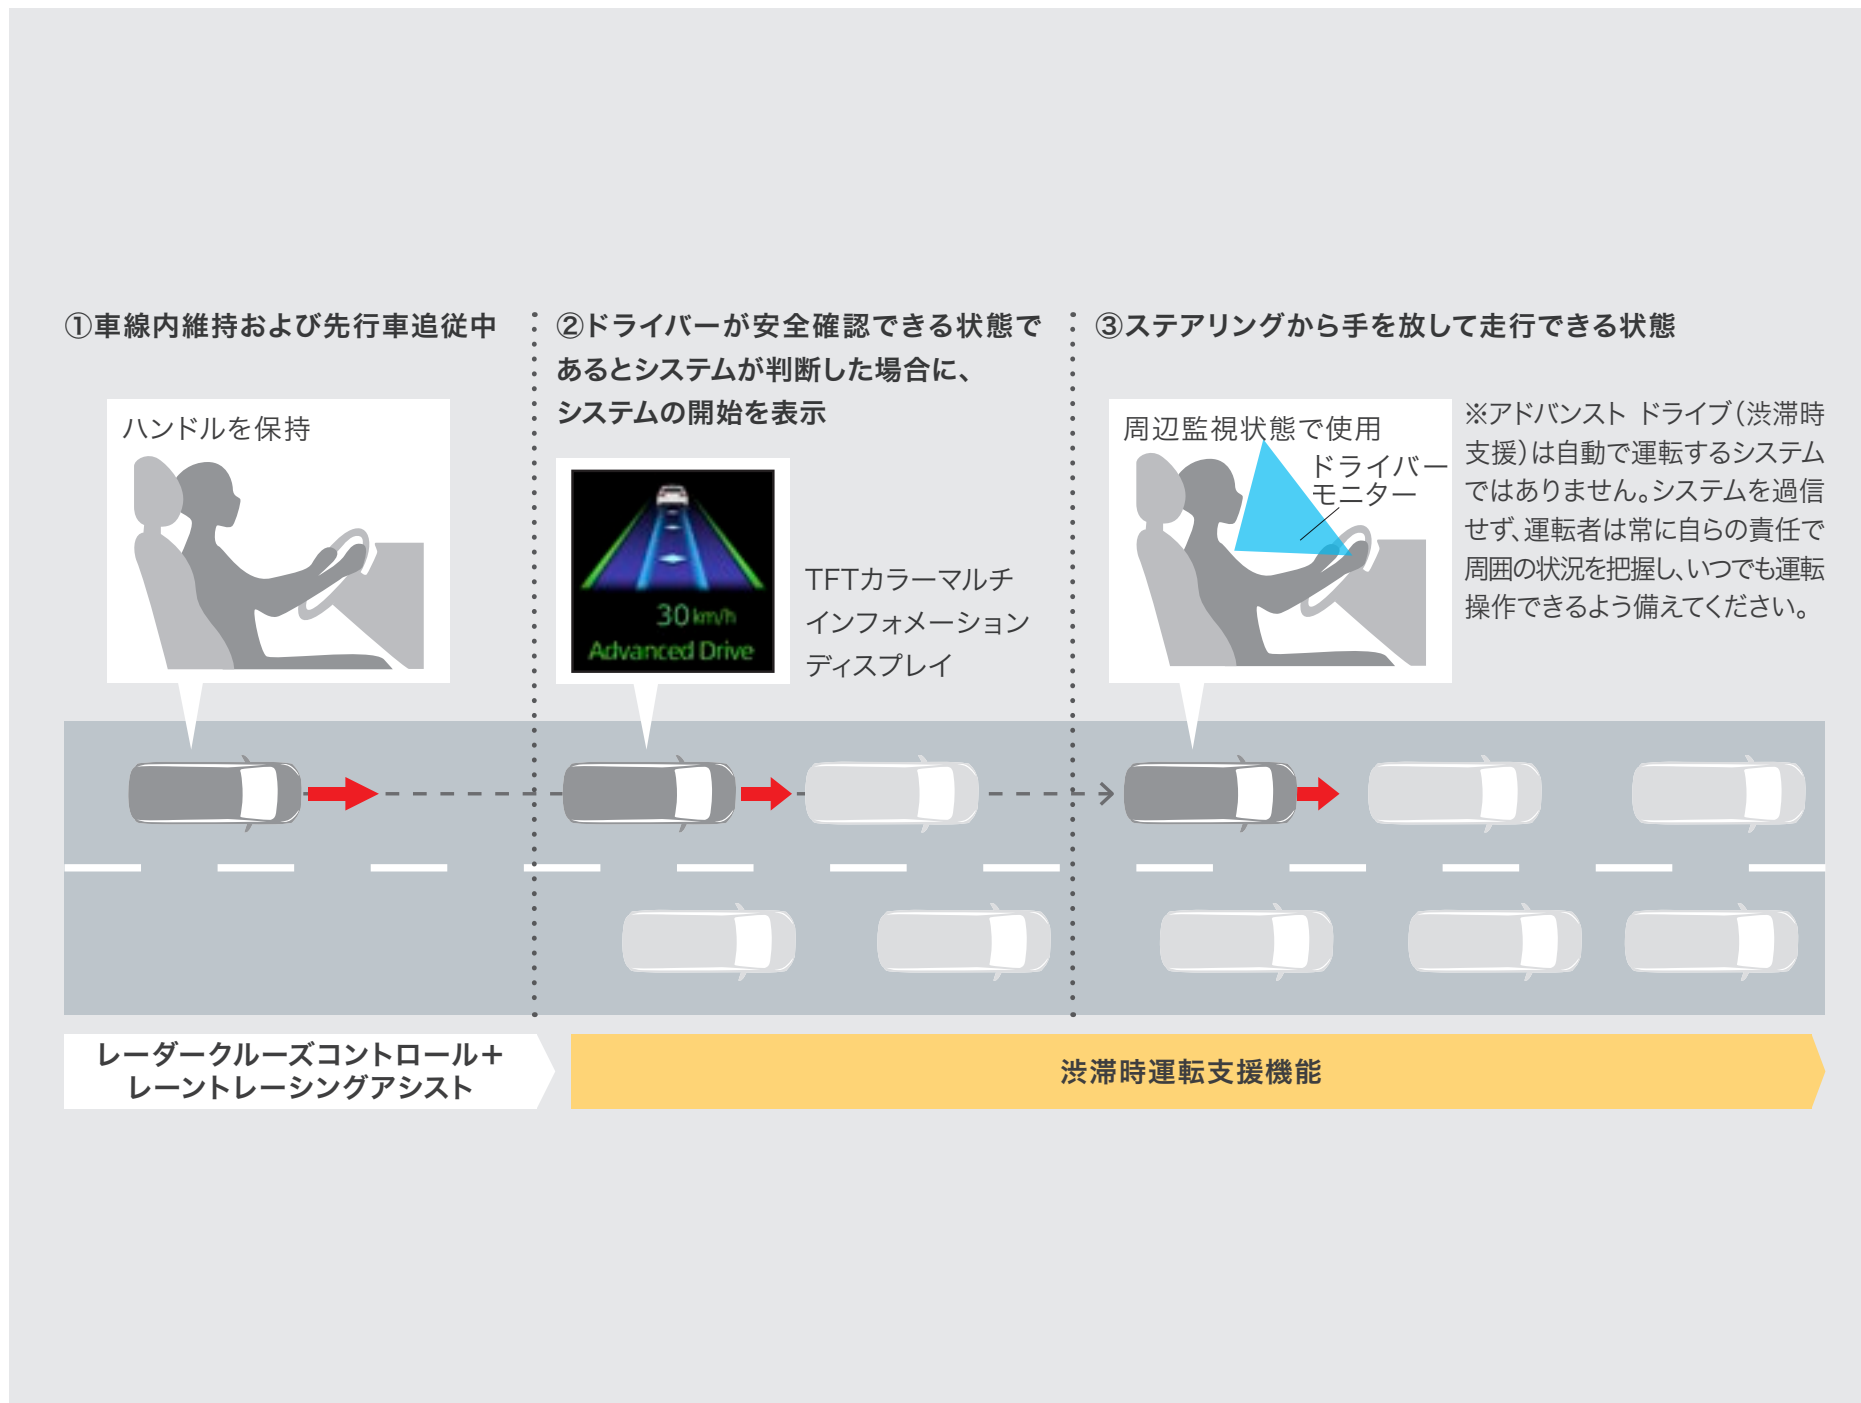 ①車線内維持および先行車追従中
ハンドルを保持
②ドライバーが安全確認できる状態で
あるとシステムが判断した場合に、
システムの開始を表示
30 km/h
Advanced Drive
TFTカラーマルチ
インフォメーション
ディスプレイ
③ステアリングから手を放して走行できる状態
周辺監視状態で使用
ドライバー
モニター
※アドバンスト ドライブ（渋滞時
支援）は自動で運転するシステム
ではありません。システムを過信
せず、運転者は常に自らの責任で
周囲の状況を把握し、いつでも運転
操作できるよう備えてください。
レーダークルーズコントロール＋
レーントレーシングアシスト
渋滞時運転支援機能